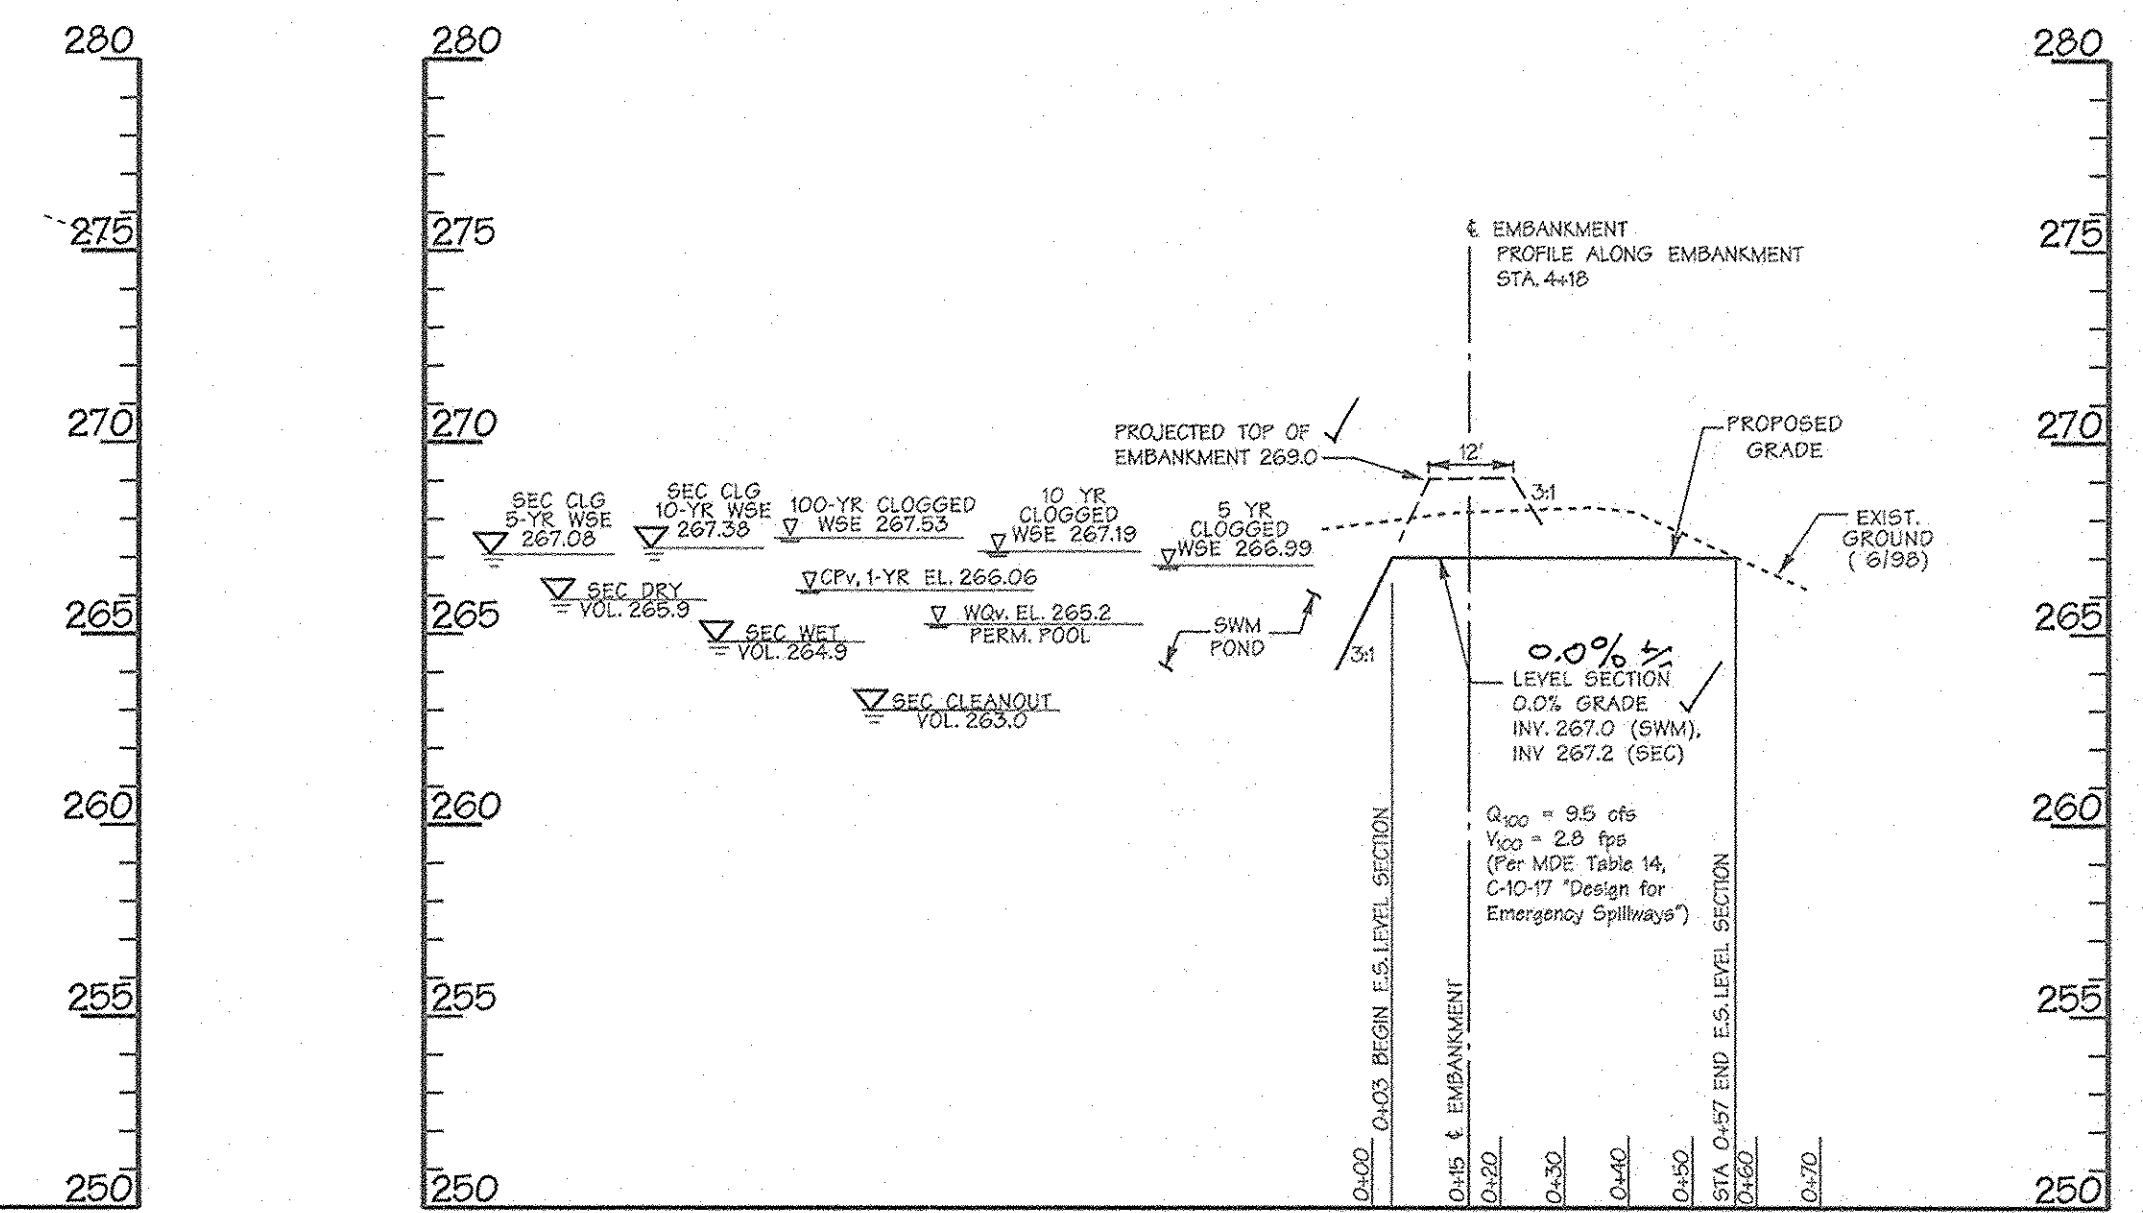 280
275
270
265
260
255
250
280
275
270
265
260
255
250
280
275
270
265
260
255
250
℄ EMBANKMENT
PROFILE ALONG EMBANKMENT
STA. 4+18
PROJECTED TOP OF
EMBANKMENT 269.0
12'
3:1
PROPOSED
GRADE
EXIST.
GROUND
( 6/98)
SEC CLG
5-YR WSE
267.08
SEC CLG
10-YR WSE
267.38
100-YR CLOGGED
WSE 267.53
10 YR
CLOGGED
WSE 267.19
5 YR
CLOGGED
WSE 266.99
SEC DRY
VOL. 265.9
CPv, 1-YR EL. 266.06
SEC WET
VOL. 264.9
WQv. EL. 265.2
PERM. POOL
SWM
POND
3:1
SEC CLEANOUT
VOL. 263.0
0.0%
LEVEL SECTION
0.0% GRADE
INV. 267.0 (SWM),
INV 267.2 (SEC)
Q100 = 9.5 cfs
V100 = 2.8 fps
(Per MDE Table 14,
C-10-17 "Design for
Emergency Spillways")
0+00
0+03 BEGIN E.S. LEVEL SECTION
0+15 ℄ EMBANKMENT
0+20
0+30
0+40
0+50
STA 0+57 END E.S. LEVEL SECTION
0+60
0+70